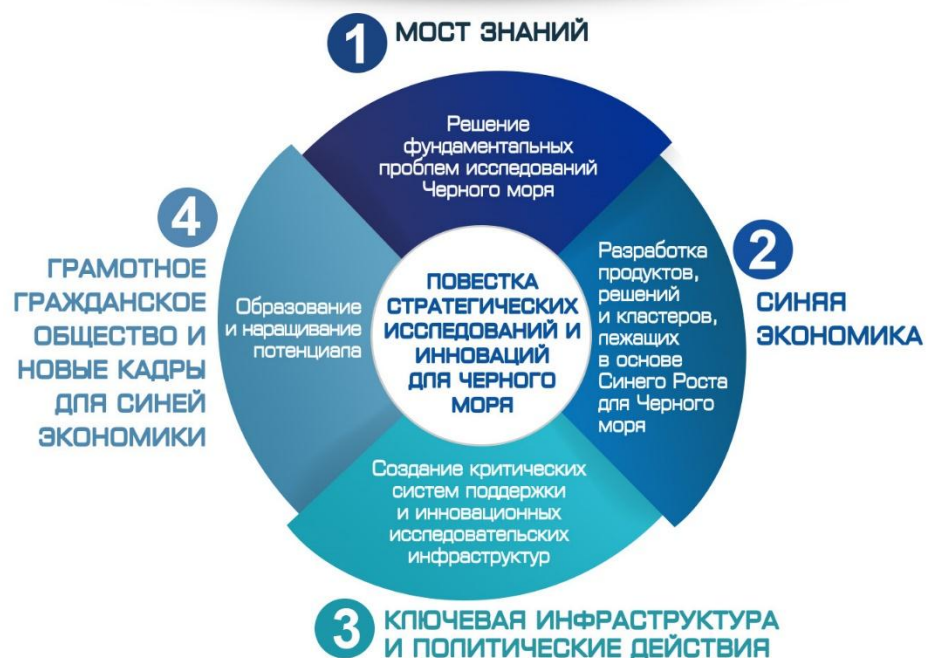 1 МОСТ ЗНАНИЙ
Решение
фундаментальных
проблем исследований
Черного моря
2
СИНЯЯ
ЭКОНОМИКА
Разработка
продуктов,
решений
и кластеров,
лежащих
в основе
Синего Роста
для Черного
моря
ПОВЕСТКА
СТРАТЕГИЧЕСКИХ
ИССЛЕДОВАНИЙ И
ИННОВАЦИЙ
ДЛЯ ЧЕРНОГО
МОРЯ
Создание критических
систем поддержки
и инновационных
исследовательских
инфраструктур
3 КЛЮЧЕВАЯ ИНФРАСТРУКТУРА
И ПОЛИТИЧЕСКИЕ ДЕЙСТВИЯ
4
ГРАМОТНОЕ
ГРАЖДАНСКОЕ
ОБЩЕСТВО И
НОВЫЕ КАДРЫ
ДЛЯ СИНЕЙ
ЭКОНОМИКИ
Образование
и наращивание
потенциала